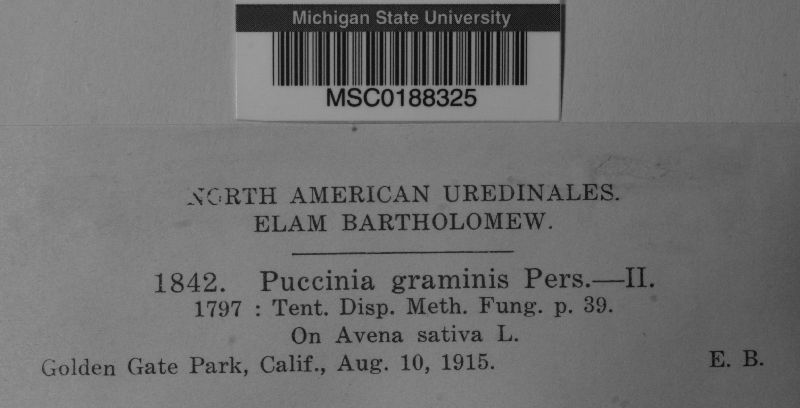 Michigan State University
MSC0188325
NORTH AMERICAN UREDINALES.
ELAM BARTHOLOMEW.
1842. Puccinia graminis Pers.—II.
1797 : Tent. Disp. Meth. Fung. p. 39.
On Avena sativa L.
Golden Gate Park, Calif., Aug. 10, 1915. E. B.